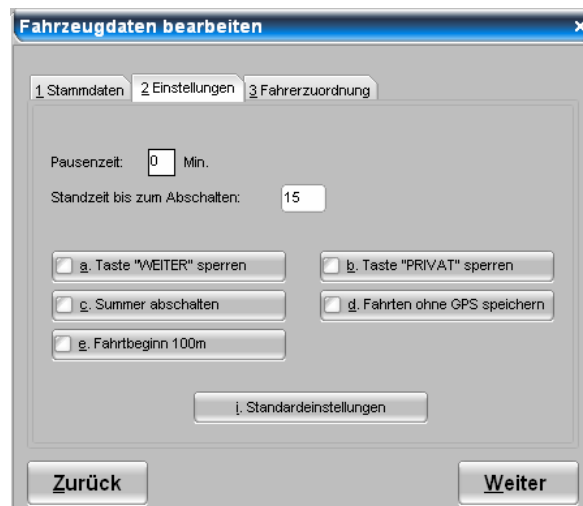 Fahrzeugdaten bearbeiten ×
1 Stammdaten 2 Einstellungen 3 Fahrerzuordnung
Pausenzeit: 0 Min.
Standzeit bis zum Abschalten: 15
a. Taste "WEITER" sperren b. Taste "PRIVAT" sperren
c. Summer abschalten d. Fahrten ohne GPS speichern
e. Fahrtbeginn 100m
i. Standardeinstellungen
Zurück Weiter